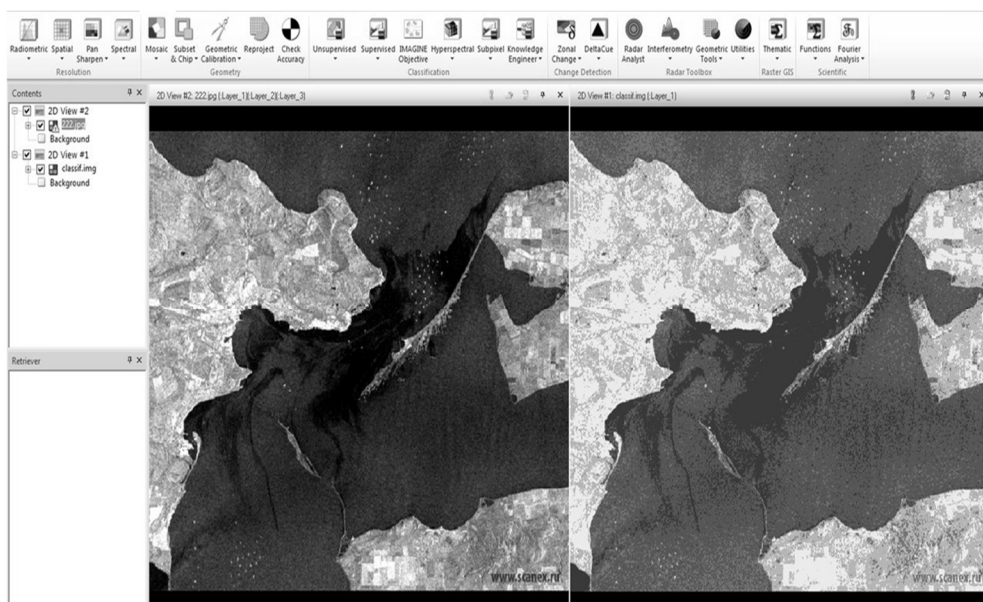 Radiometric Spatial Pan Sharpen Spectral Mosaic Subset & Chip Geometric Calibration Reproject Check Accuracy Unsupervised Supervised IMAGINE Objective Hyperspectral Subpixel Knowledge Engineer Zonal Change DeltaCue Radar Analyst Interferometry Geometric Tools Utilities Thematic Functions Fourier Analysis
Resolution Geometry Classification Change Detection Radar Toolbox Raster GIS Scientific
Contents
2D View #2
222.jpg
Background
2D View #1
classif.img
Background
Retriever
2D View #2: 222.jpg (:Layer_1)(:Layer_2)(:Layer_3)
2D View #1: classif.img (:Layer_1)
www.scanex.ru
www.scanex.ru